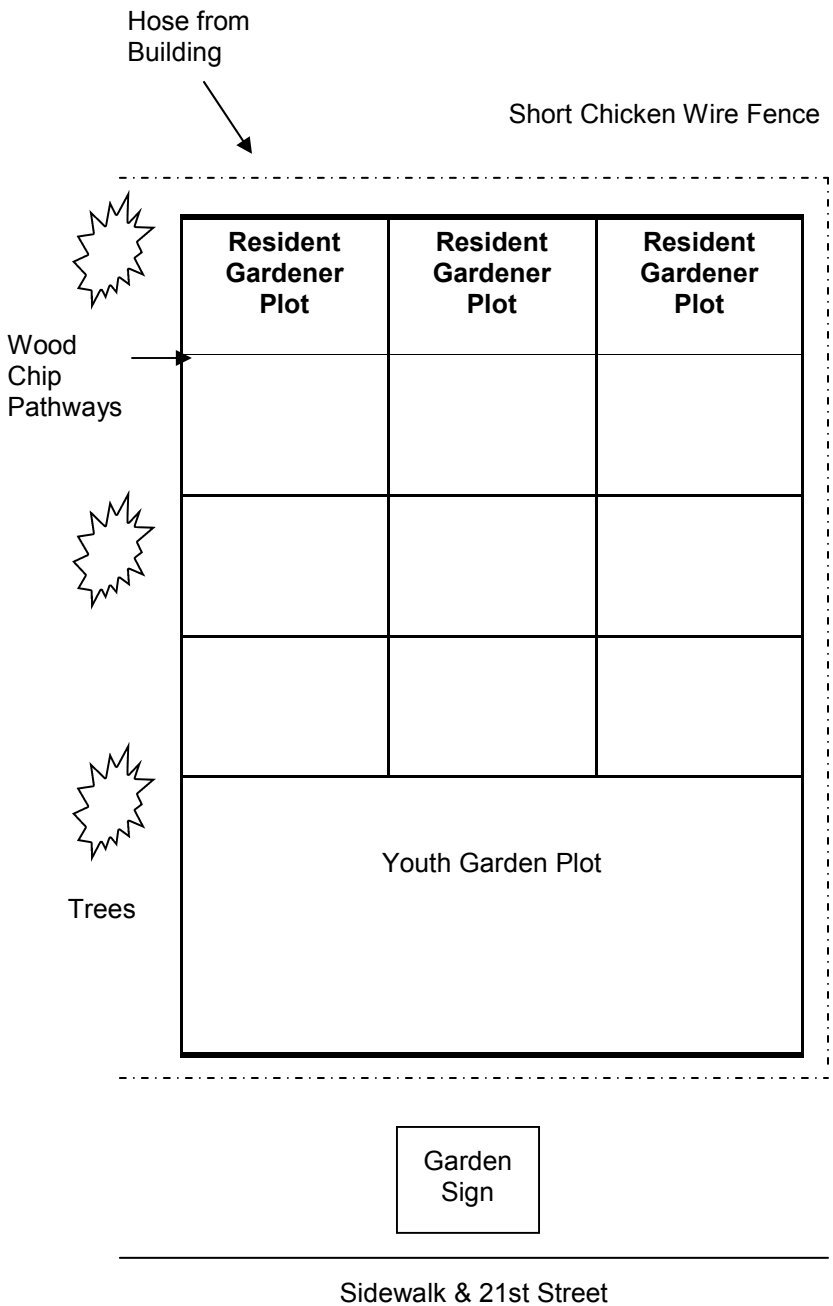 Hose from
Building
Short Chicken Wire Fence
Resident
Gardener
Plot
Resident
Gardener
Plot
Resident
Gardener
Plot
Wood
Chip
Pathways
Youth Garden Plot
Trees
Garden
Sign
Sidewalk & 21st Street